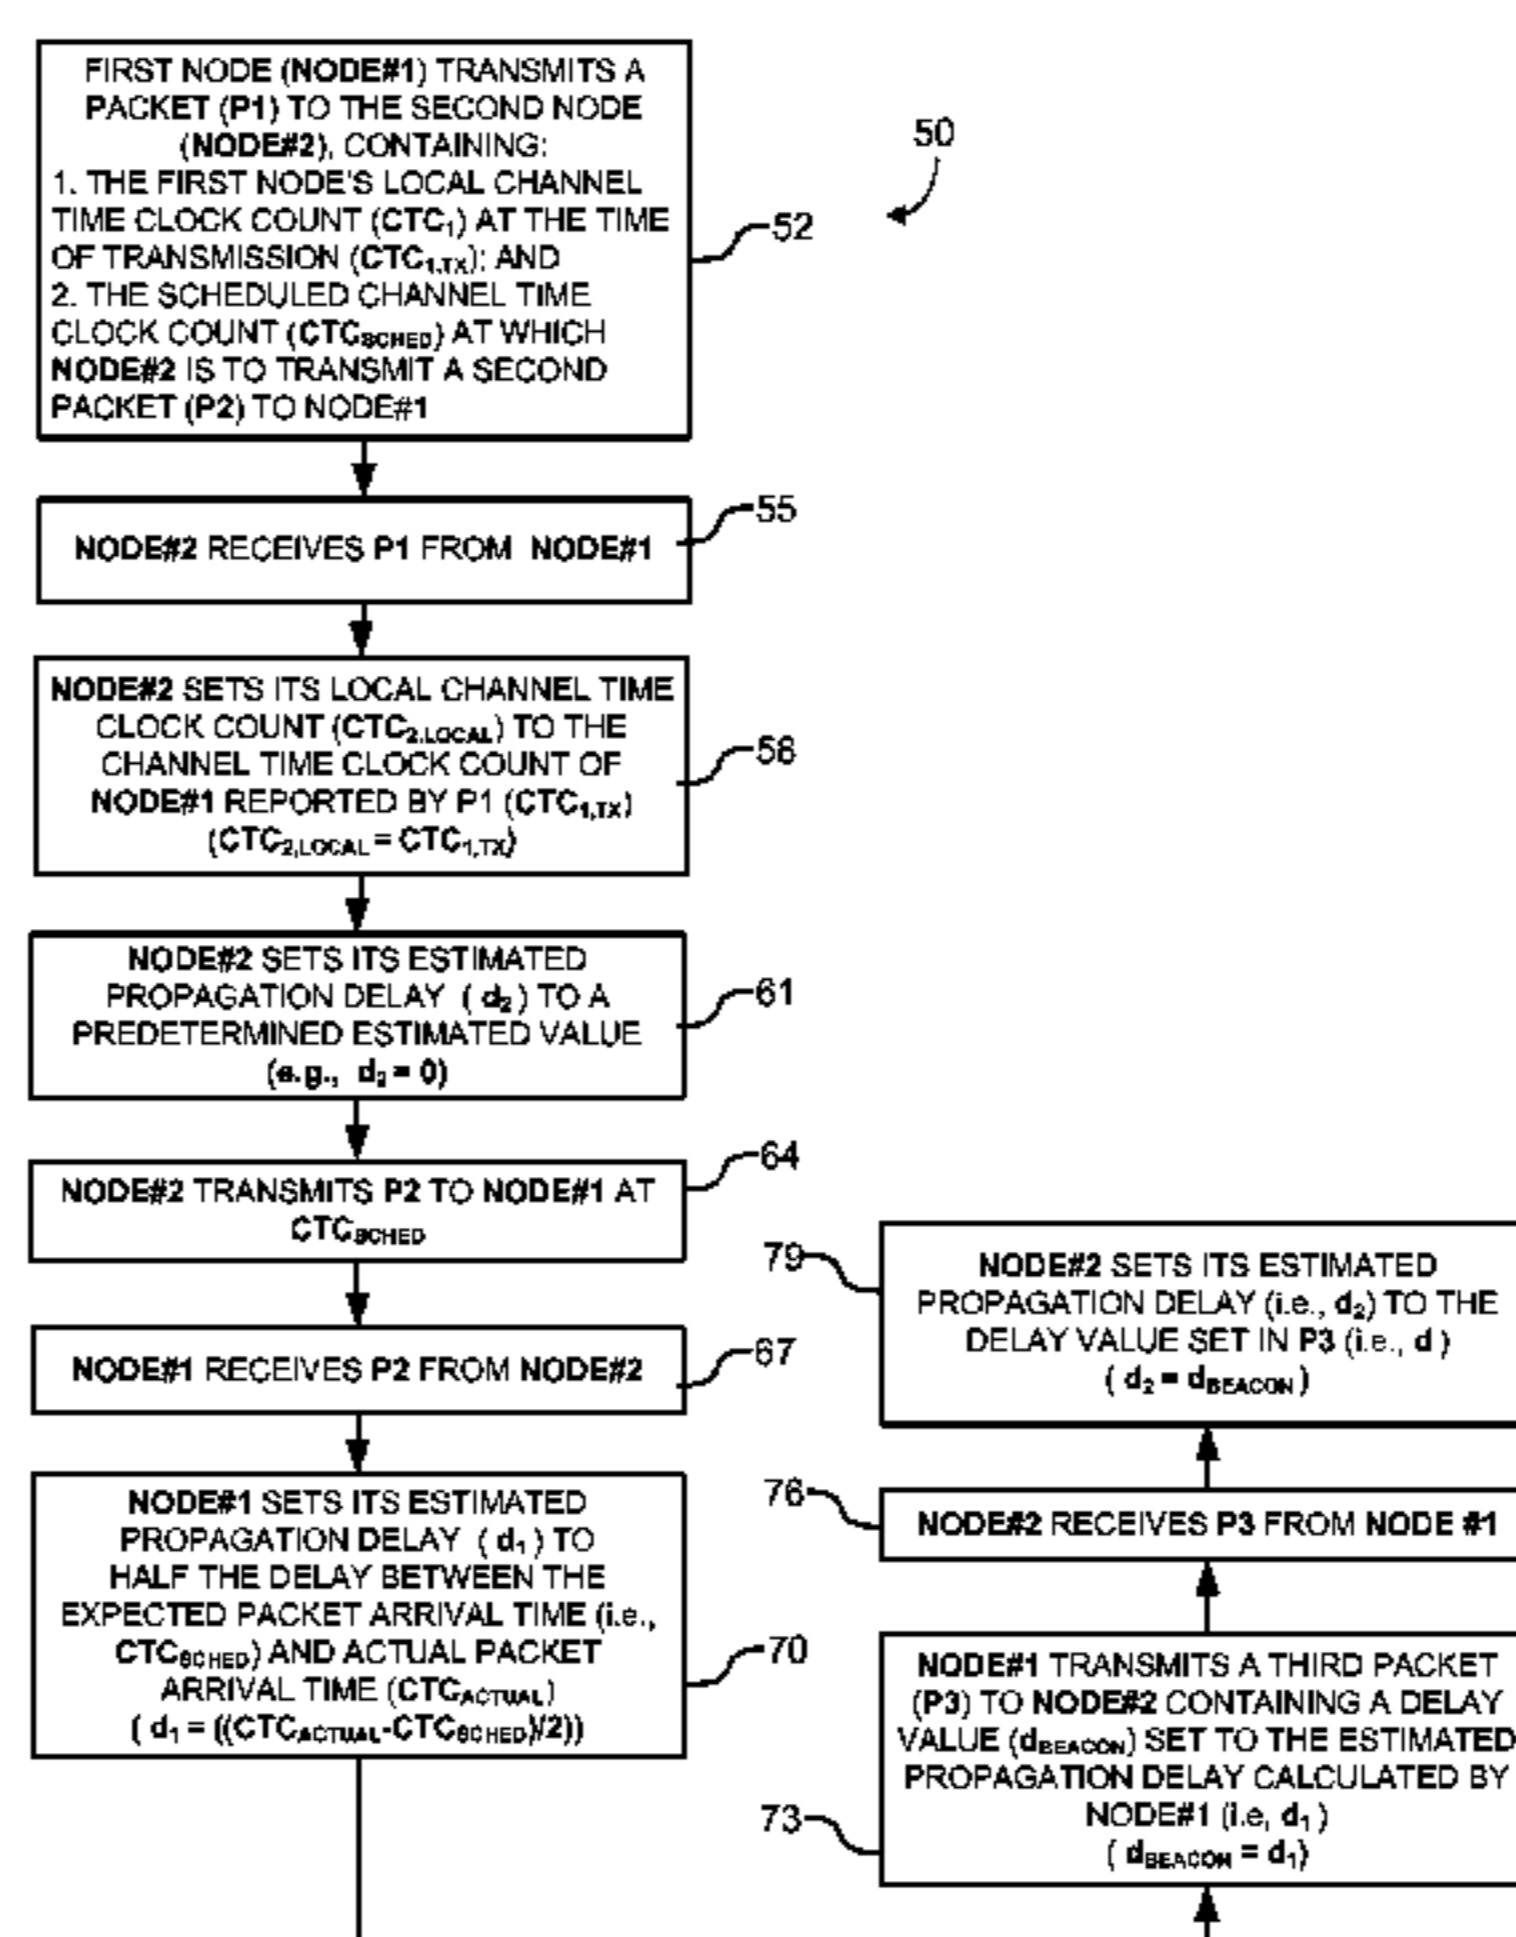 FIRST NODE (NODE#1) TRANSMITS A
PACKET (P1) TO THE SECOND NODE
(NODE#2), CONTAINING:
1. THE FIRST NODE'S LOCAL CHANNEL
TIME CLOCK COUNT (CTC1) AT THE TIME
OF TRANSMISSION (CTC1,TX); AND
2. THE SCHEDULED CHANNEL TIME
CLOCK COUNT (CTCSCHED) AT WHICH
NODE#2 IS TO TRANSMIT A SECOND
PACKET (P2) TO NODE#1
52
50
NODE#2 RECEIVES P1 FROM NODE#1
55
NODE#2 SETS ITS LOCAL CHANNEL TIME
CLOCK COUNT (CTC2,LOCAL) TO THE
CHANNEL TIME CLOCK COUNT OF
NODE#1 REPORTED BY P1 (CTC1,TX)
(CTC2,LOCAL = CTC1,TX)
58
NODE#2 SETS ITS ESTIMATED
PROPAGATION DELAY ( d2 ) TO A
PREDETERMINED ESTIMATED VALUE
(e.g., d2 = 0)
61
NODE#2 TRANSMITS P2 TO NODE#1 AT
CTCSCHED
64
NODE#1 RECEIVES P2 FROM NODE#2
67
NODE#1 SETS ITS ESTIMATED
PROPAGATION DELAY ( d1 ) TO
HALF THE DELAY BETWEEN THE
EXPECTED PACKET ARRIVAL TIME (i.e.,
CTCSCHED) AND ACTUAL PACKET
ARRIVAL TIME (CTCACTUAL)
( d1 = ((CTCACTUAL-CTCSCHED)/2))
70
NODE#1 TRANSMITS A THIRD PACKET
(P3) TO NODE#2 CONTAINING A DELAY
VALUE (dBEACON) SET TO THE ESTIMATED
PROPAGATION DELAY CALCULATED BY
NODE#1 (i.e, d1 )
( dBEACON = d1)
73
NODE#2 RECEIVES P3 FROM NODE #1
76
NODE#2 SETS ITS ESTIMATED
PROPAGATION DELAY (i.e., d2) TO THE
DELAY VALUE SET IN P3 (i.e., d )
( d2 = dBEACON )
79